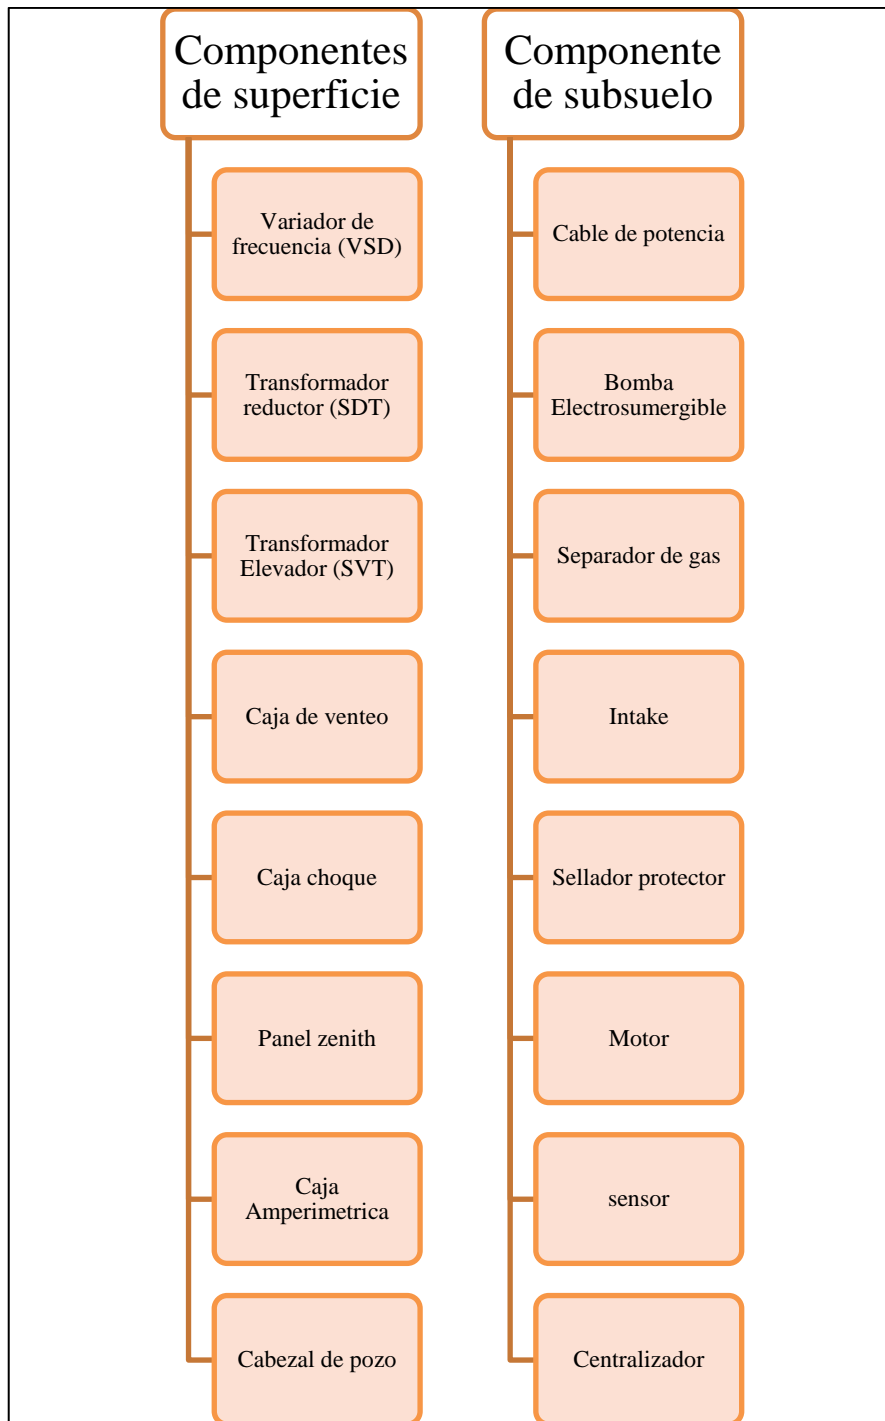 Componentes
de superficie
Variador de
frecuencia (VSD)
Transformador
reductor (SDT)
Transformador
Elevador (SVT)
Caja de venteo
Caja choque
Panel zenith
Caja
Amperimetrica
Cabezal de pozo
Componente
de subsuelo
Cable de potencia
Bomba
Electrosumergible
Separador de gas
Intake
Sellador protector
Motor
sensor
Centralizador